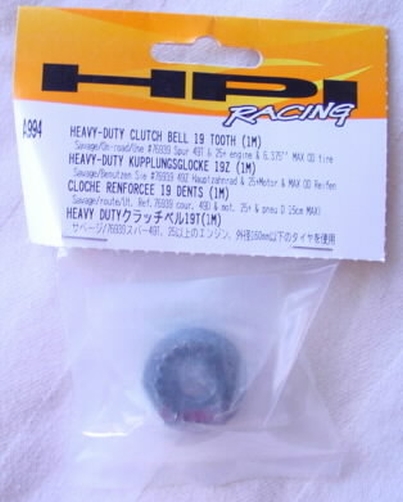 HPI
RACING
A994
HEAVY-DUTY CLUTCH BELL 19 TOOTH (1M)
Savage/On-road/Use #76939 Spur 49T & 25+ engine & 6.375" MAX OD tire
HEAVY-DUTY KUPPLUNGSGLOCKE 19Z (1M)
Savage/Benutzen Sie #76939 49Z Hauptzahnrad & 25+Motor & MAX OD Reifen
CLOCHE RENFORCEE 19 DENTS (1M)
Savage/route/Ut. Ref.76939 cour. 49D & mot. 25+ & pneu D 16cm MAX)
HEAVY DUTYクラッチベル19T(1M)
サベージ/76939スパー49T、25以上のエンジン、外径160mm以下のタイヤを使用